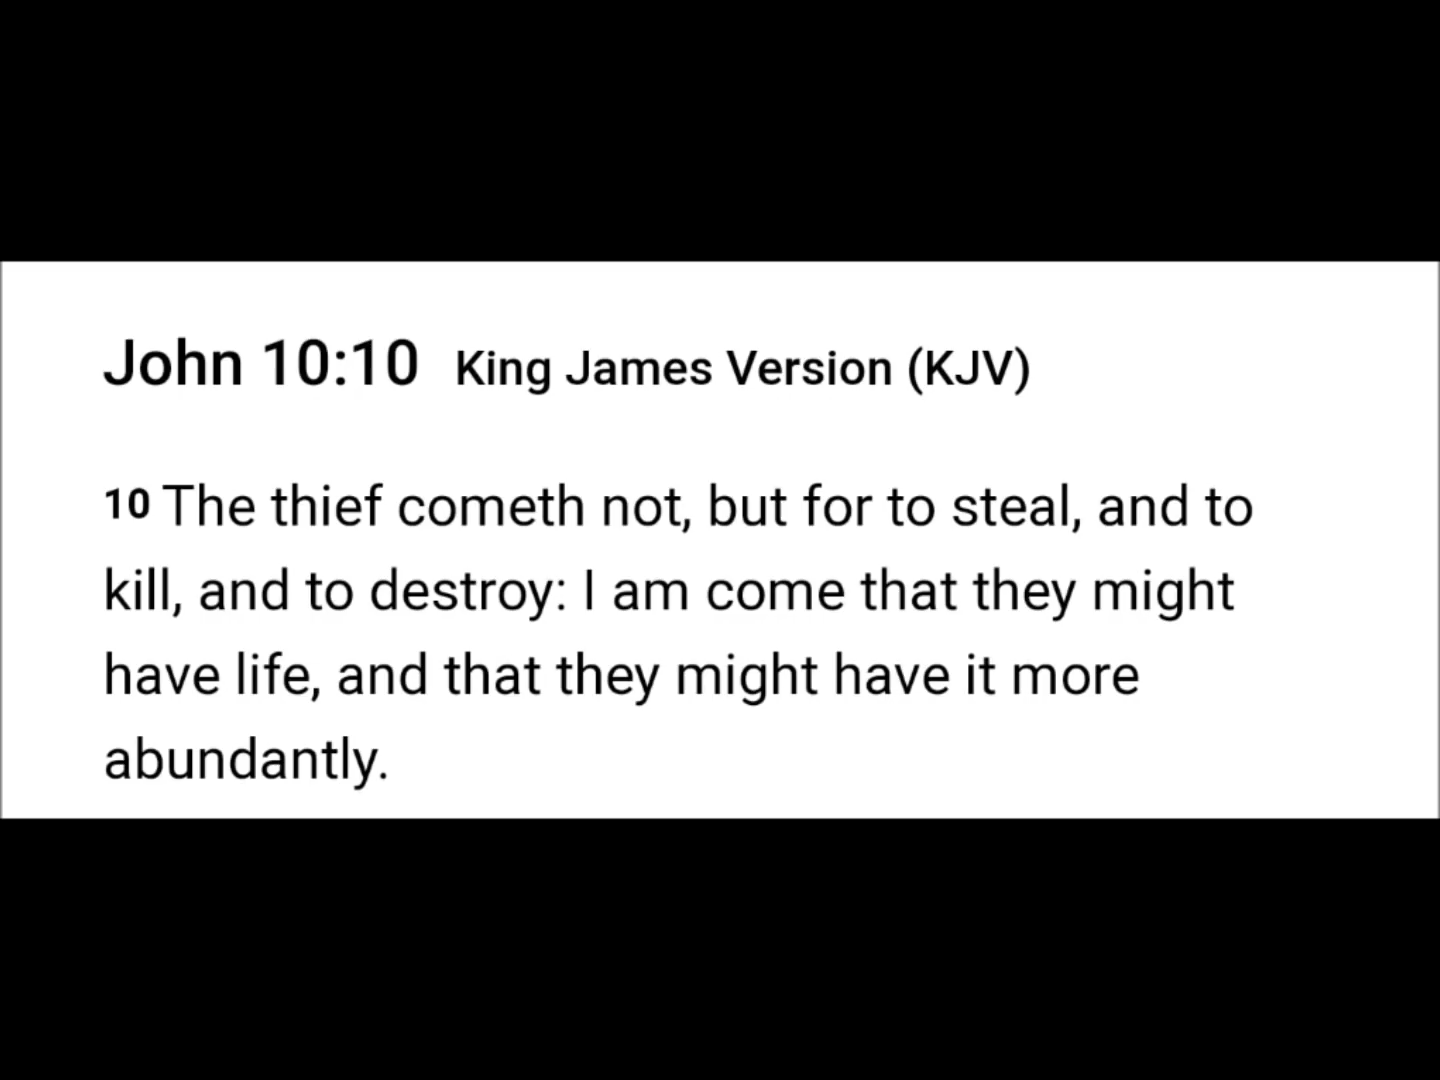 John 10:10 King James Version (KJV)
10 The thief cometh not, but for to steal, and to
kill, and to destroy: I am come that they might
have life, and that they might have it more
abundantly.